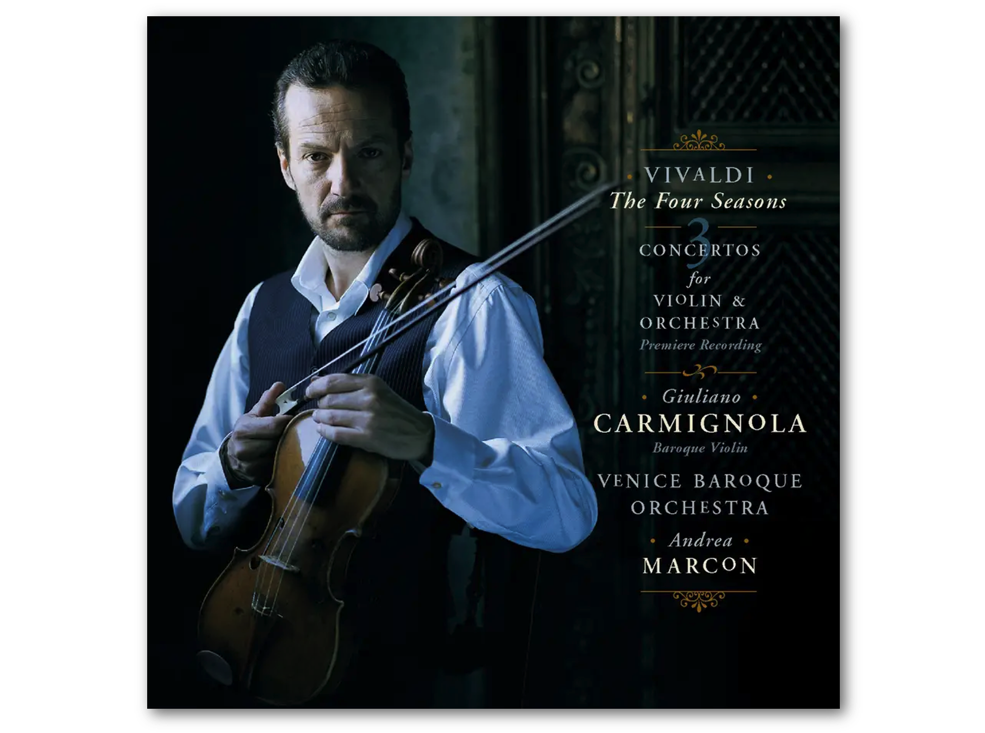 • VIVALDI •
The Four Seasons
3
CONCERTOS
for
VIOLIN &
ORCHESTRA
Premiere Recording
• Giuliano •
CARMIGNOLA
Baroque Violin
VENICE BAROQUE
ORCHESTRA
• Andrea •
MARCON